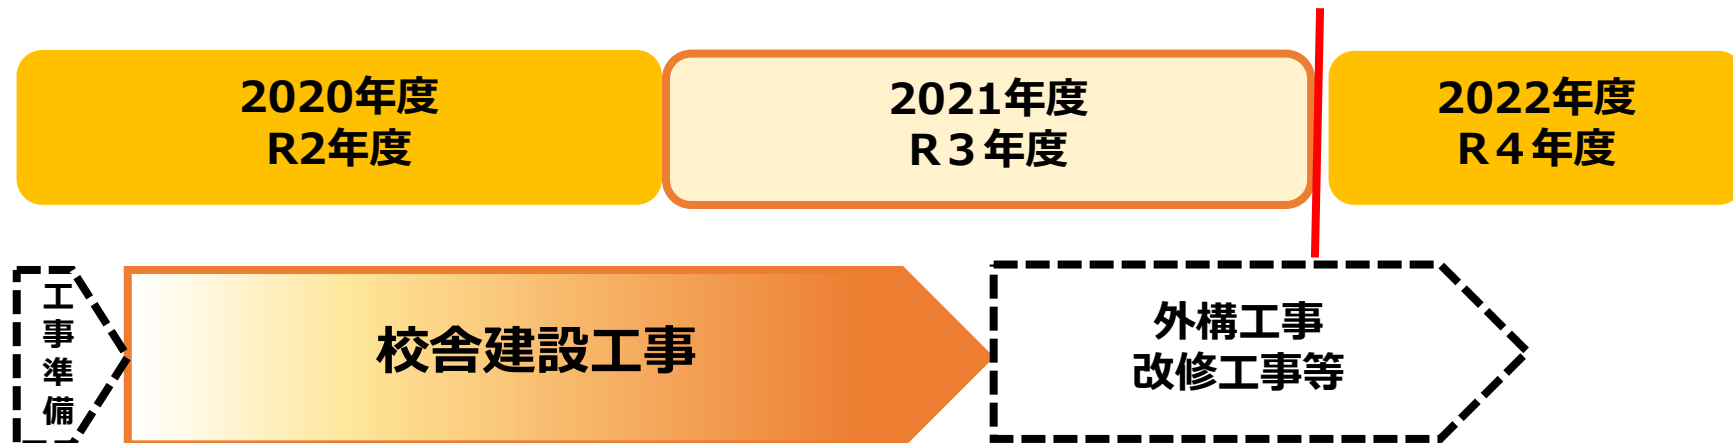 2020年度
R2年度
2021年度
R３年度
2022年度
R４年度
工事準備
校舎建設工事
外構工事
改修工事等